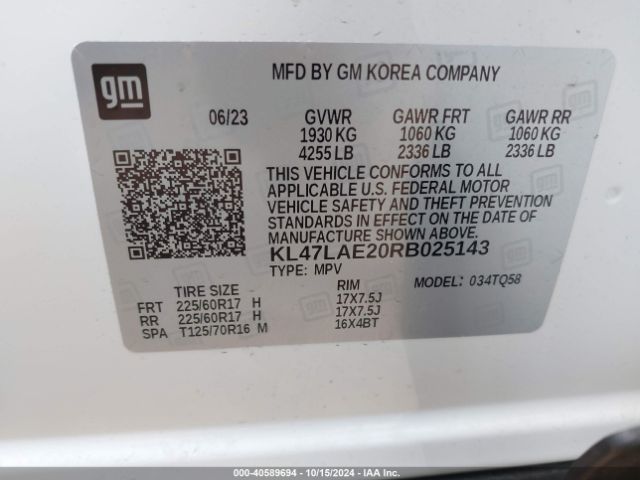 gm
MFD BY GM KOREA COMPANY
06/23 GVWR GAWR FRT GAWR RR
1930 KG 1060 KG 1060 KG
4255 LB 2336 LB 2336 LB
THIS VEHICLE CONFORMS TO ALL
APPLICABLE U.S. FEDERAL MOTOR
VEHICLE SAFETY AND THEFT PREVENTION
STANDARDS IN EFFECT ON THE DATE OF
MANUFACTURE SHOWN ABOVE.
KL47LAE20RB025143
TYPE: MPV MODEL: 034TQ58
TIRE SIZE - RIM
FRT 225/60R17 H 17X7.5J
RR 225/60R17 H 17X7.5J
SPA T125/70R16 M 16X4BT
000-40589694 - 10/15/2024 - IAA Inc.